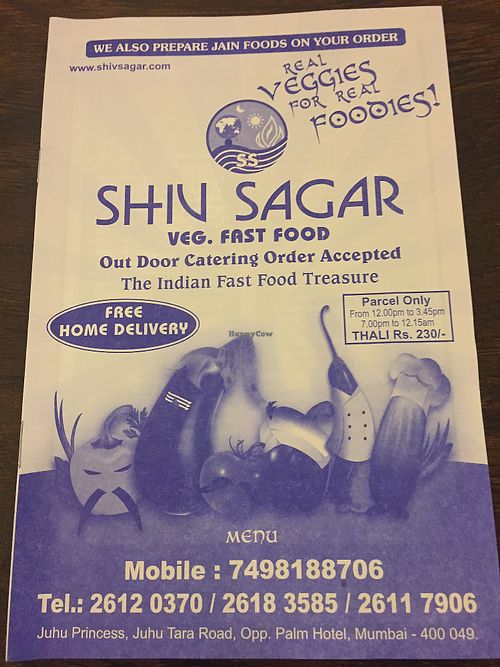 WE ALSO PREPARE JAIN FOODS ON YOUR ORDER
www.shivsagar.com
REAL
VEGGIES
FOR REAL
FOODIES!
SS
SHIV SAGAR
VEG. FAST FOOD
Out Door Catering Order Accepted
The Indian Fast Food Treasure
FREE
HOME DELIVERY
Parcel Only
From 12.00pm to 3.45pm
7.00pm to 12.15am
THALI Rs. 230/-
HappyCow
MENU
Mobile : 7498188706
Tel.: 2612 0370 / 2618 3585 / 2611 7906
Juhu Princess, Juhu Tara Road, Opp. Palm Hotel, Mumbai - 400 049.